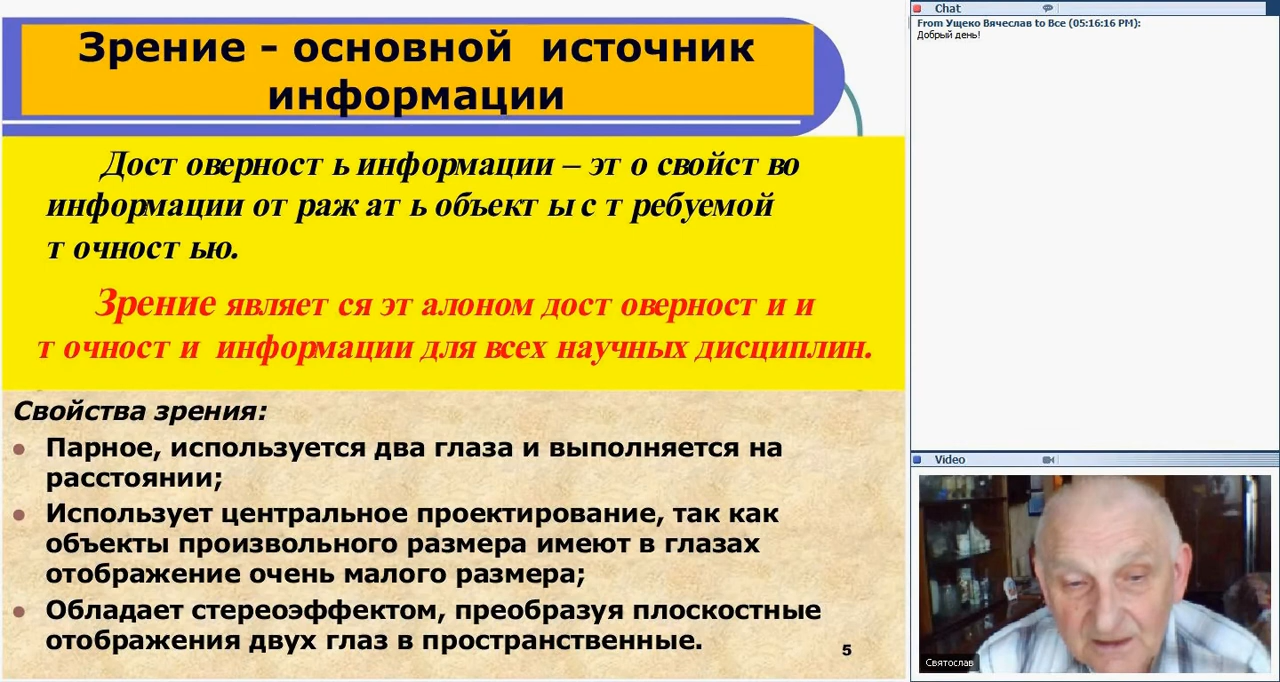 Зрение - основной источник
информации
Достоверность информации – это свойство
информации отражать объекты с требуемой
точностью.
Зрение является эталоном достоверности и
точности информации для всех научных дисциплин.
Свойства зрения:
Парное, используется два глаза и выполняется на
расстоянии;
Использует центральное проектирование, так как
объекты произвольного размера имеют в глазах
отображение очень малого размера;
Обладает стереоэффектом, преобразуя плоскостные
отображения двух глаз в пространственные.
5
Chat
From Ущеко Вячеслав to Все (05:16:16 PM):
Добрый день!
Video
Святослав